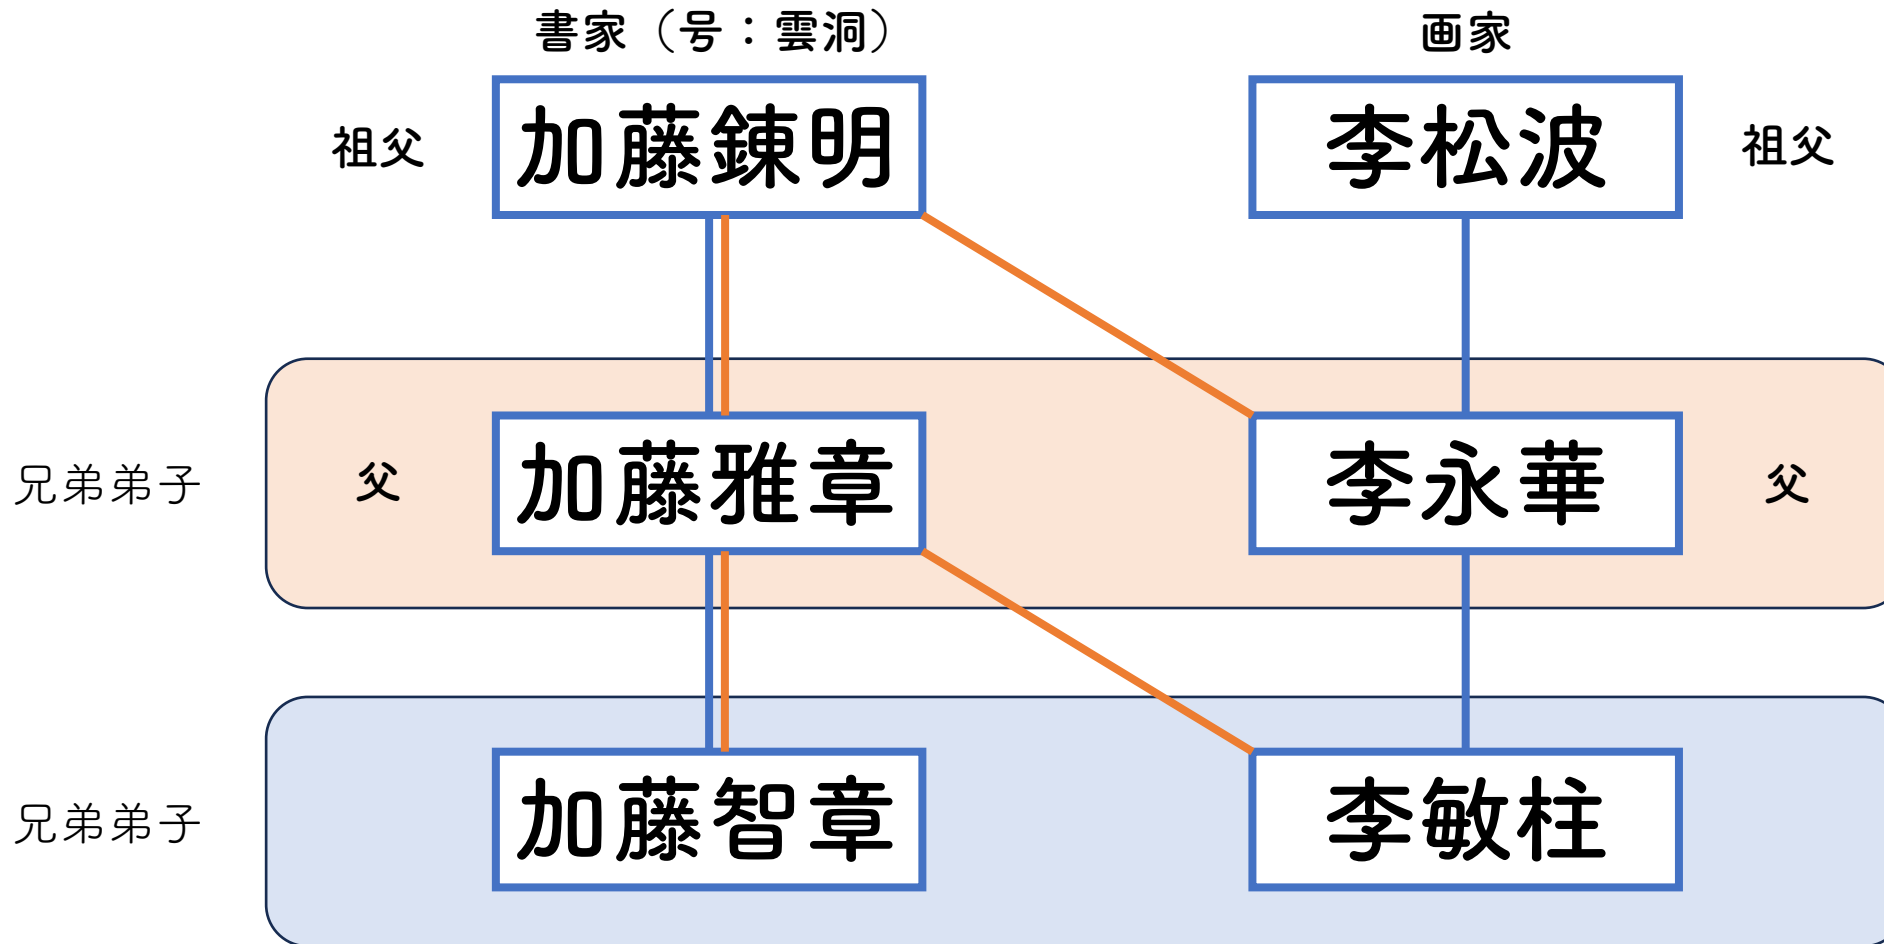 書家（号：雲洞）
画家
祖父
加藤錬明
李松波
祖父
兄弟弟子
父
加藤雅章
李永華
父
兄弟弟子
加藤智章
李敏柱